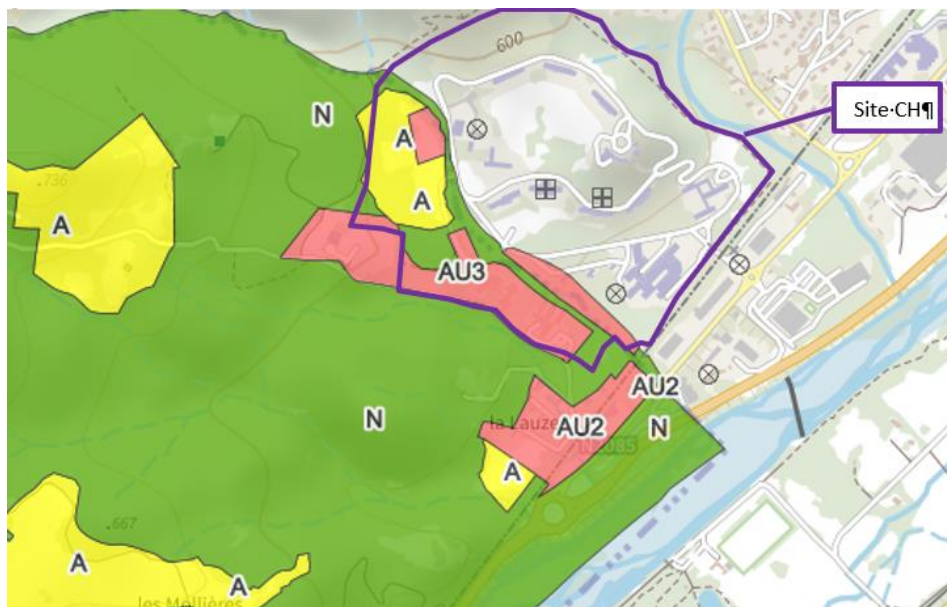 600
Site·CH¶
N
A
.736
A
A
AU3
AU2
N
la Lauze
AU2
N
A
.667
A
A
les Mellières